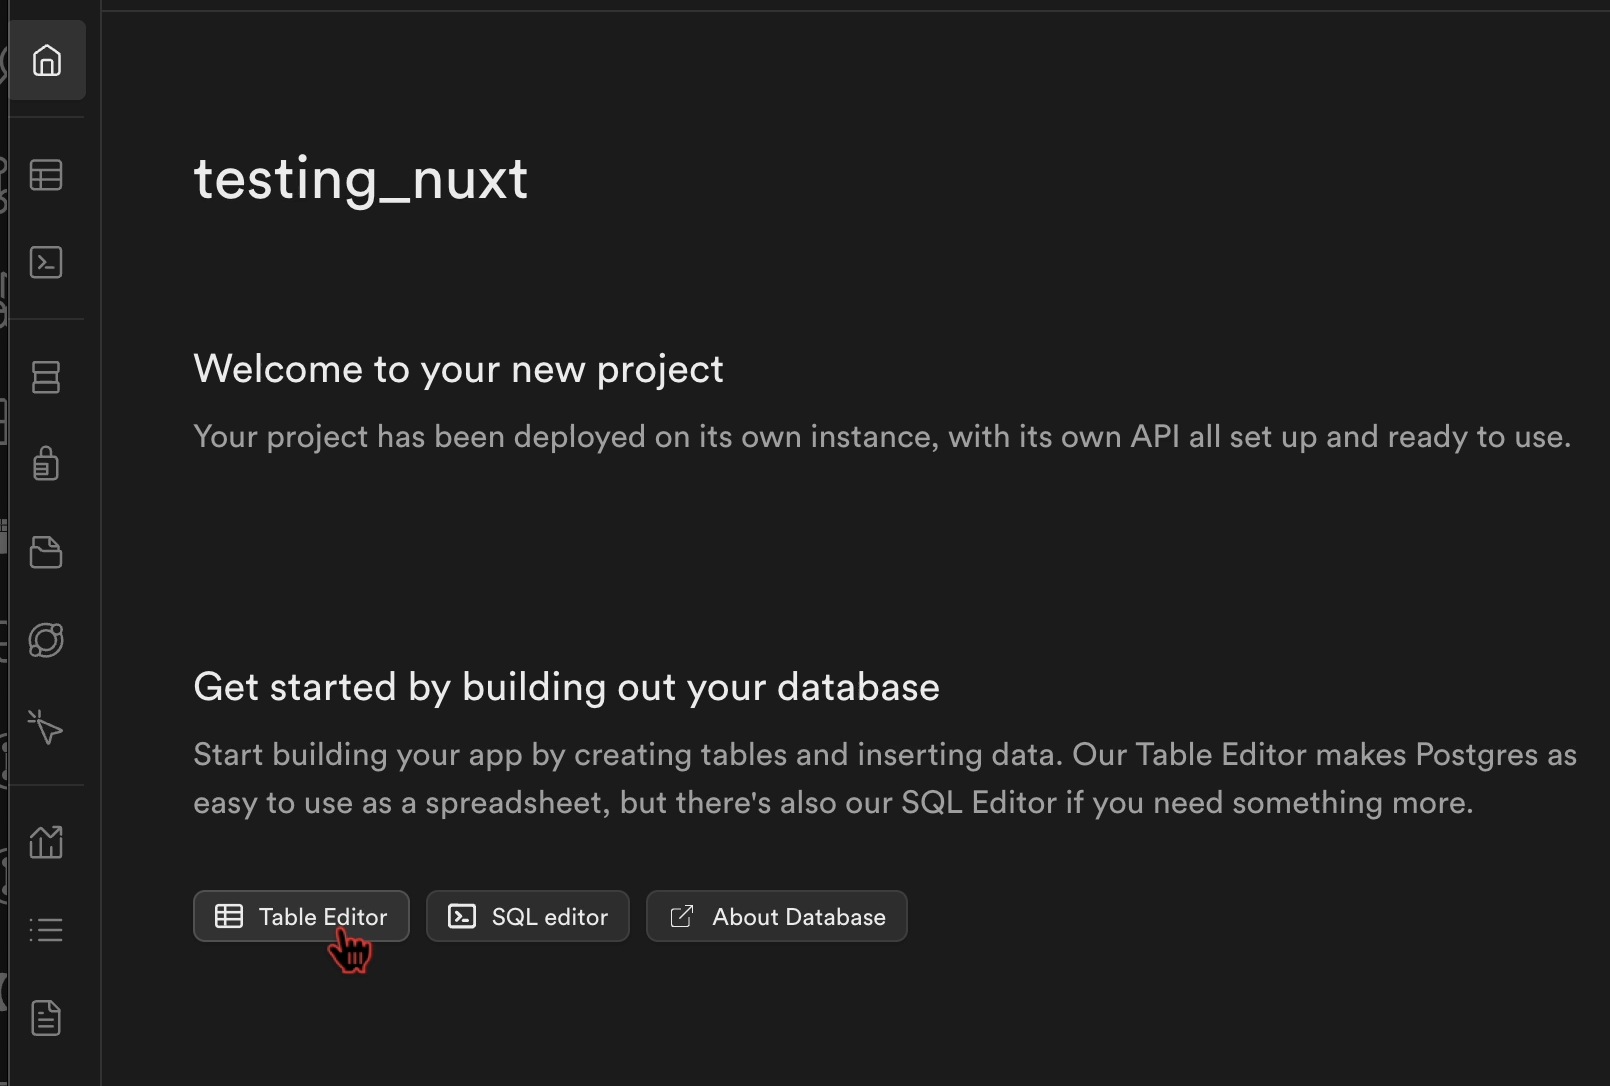 testing_nuxt
Welcome to your new project
Your project has been deployed on its own instance, with its own API all set up and ready to use.
Get started by building out your database
Start building your app by creating tables and inserting data. Our Table Editor makes Postgres as
easy to use as a spreadsheet, but there's also our SQL Editor if you need something more.
Table Editor
SQL editor
About Database